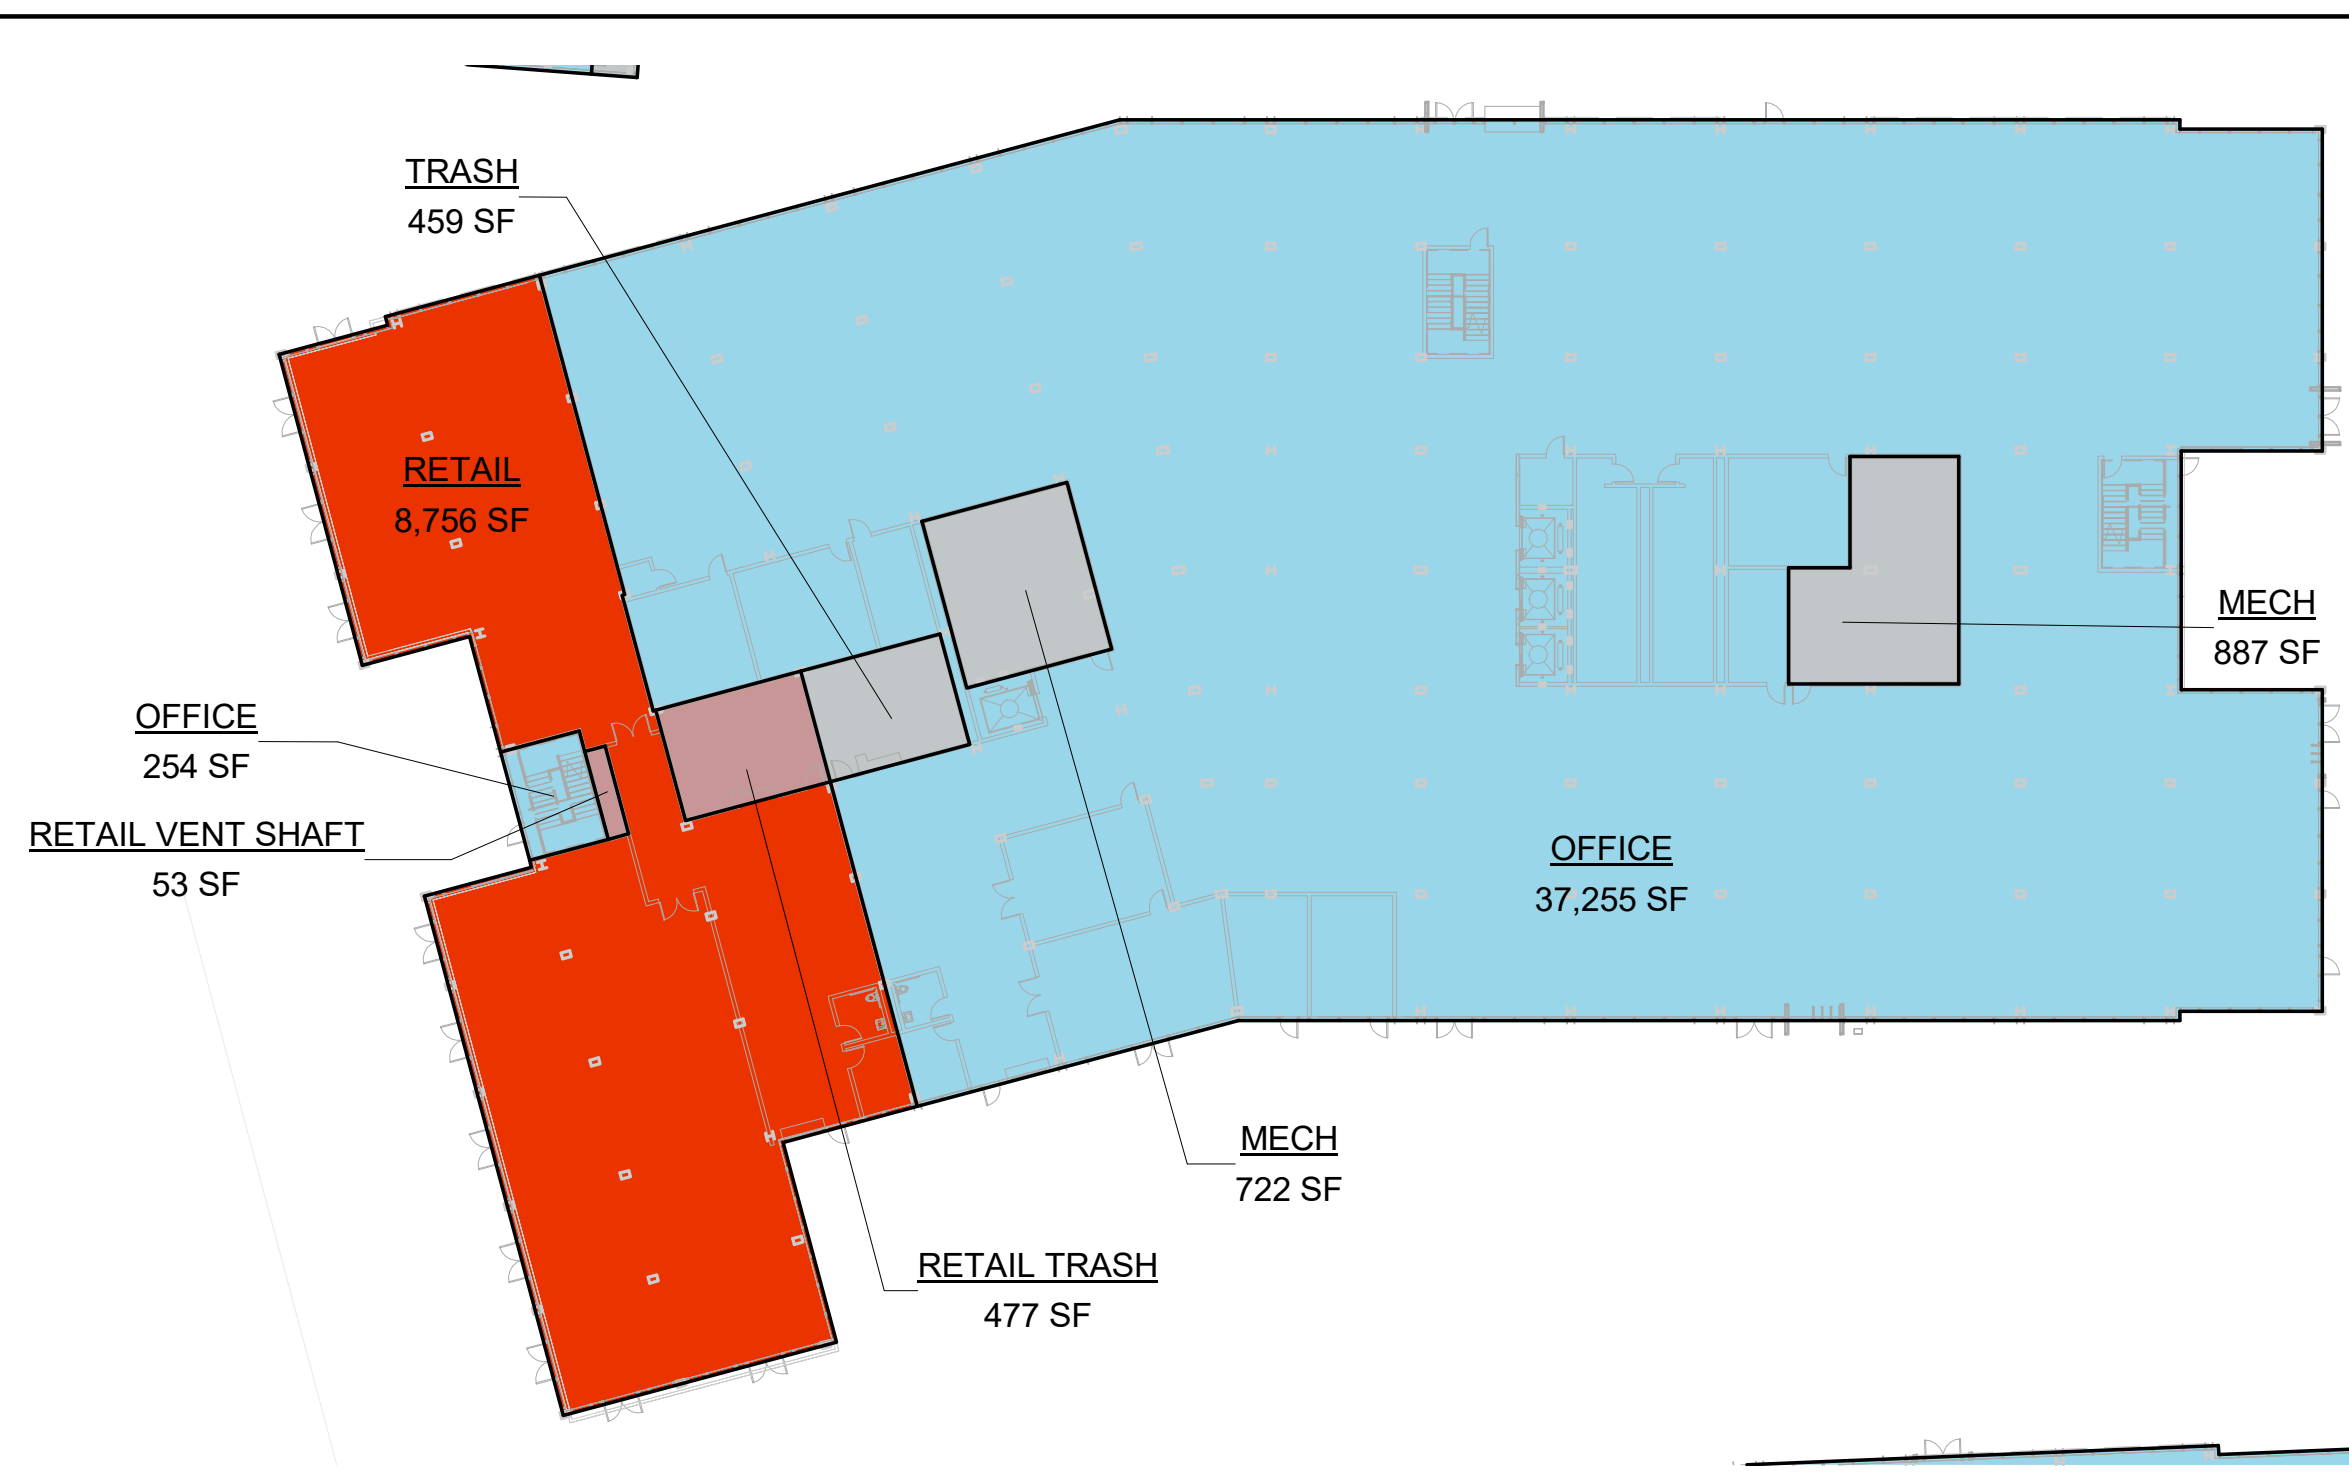 TRASH
459 SF
RETAIL
8,756 SF
MECH
887 SF
OFFICE
254 SF
RETAIL VENT SHAFT
53 SF
OFFICE
37,255 SF
MECH
722 SF
RETAIL TRASH
477 SF